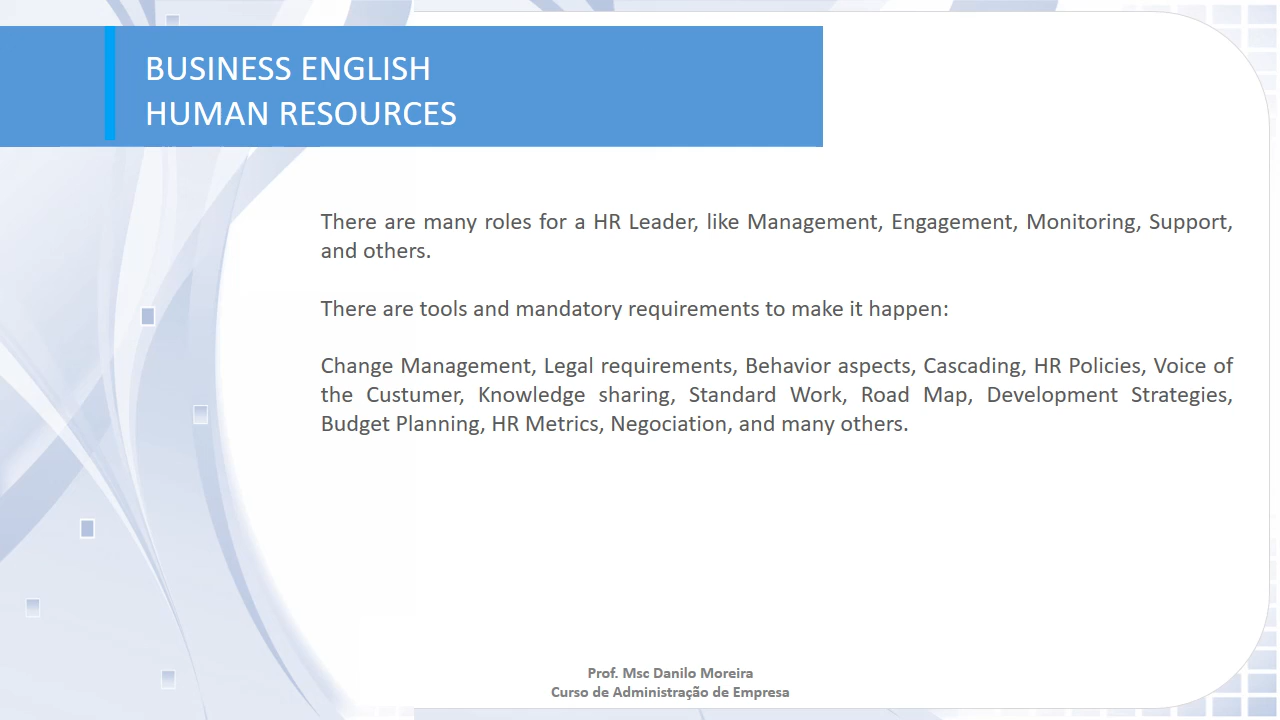 BUSINESS ENGLISH
HUMAN RESOURCES
There are many roles for a HR Leader, like Management, Engagement, Monitoring, Support,
and others.
There are tools and mandatory requirements to make it happen:
Change Management, Legal requirements, Behavior aspects, Cascading, HR Policies, Voice of
the Custumer, Knowledge sharing, Standard Work, Road Map, Development Strategies,
Budget Planning, HR Metrics, Negociation, and many others.
Prof. Msc Danilo Moreira
Curso de Administração de Empresa